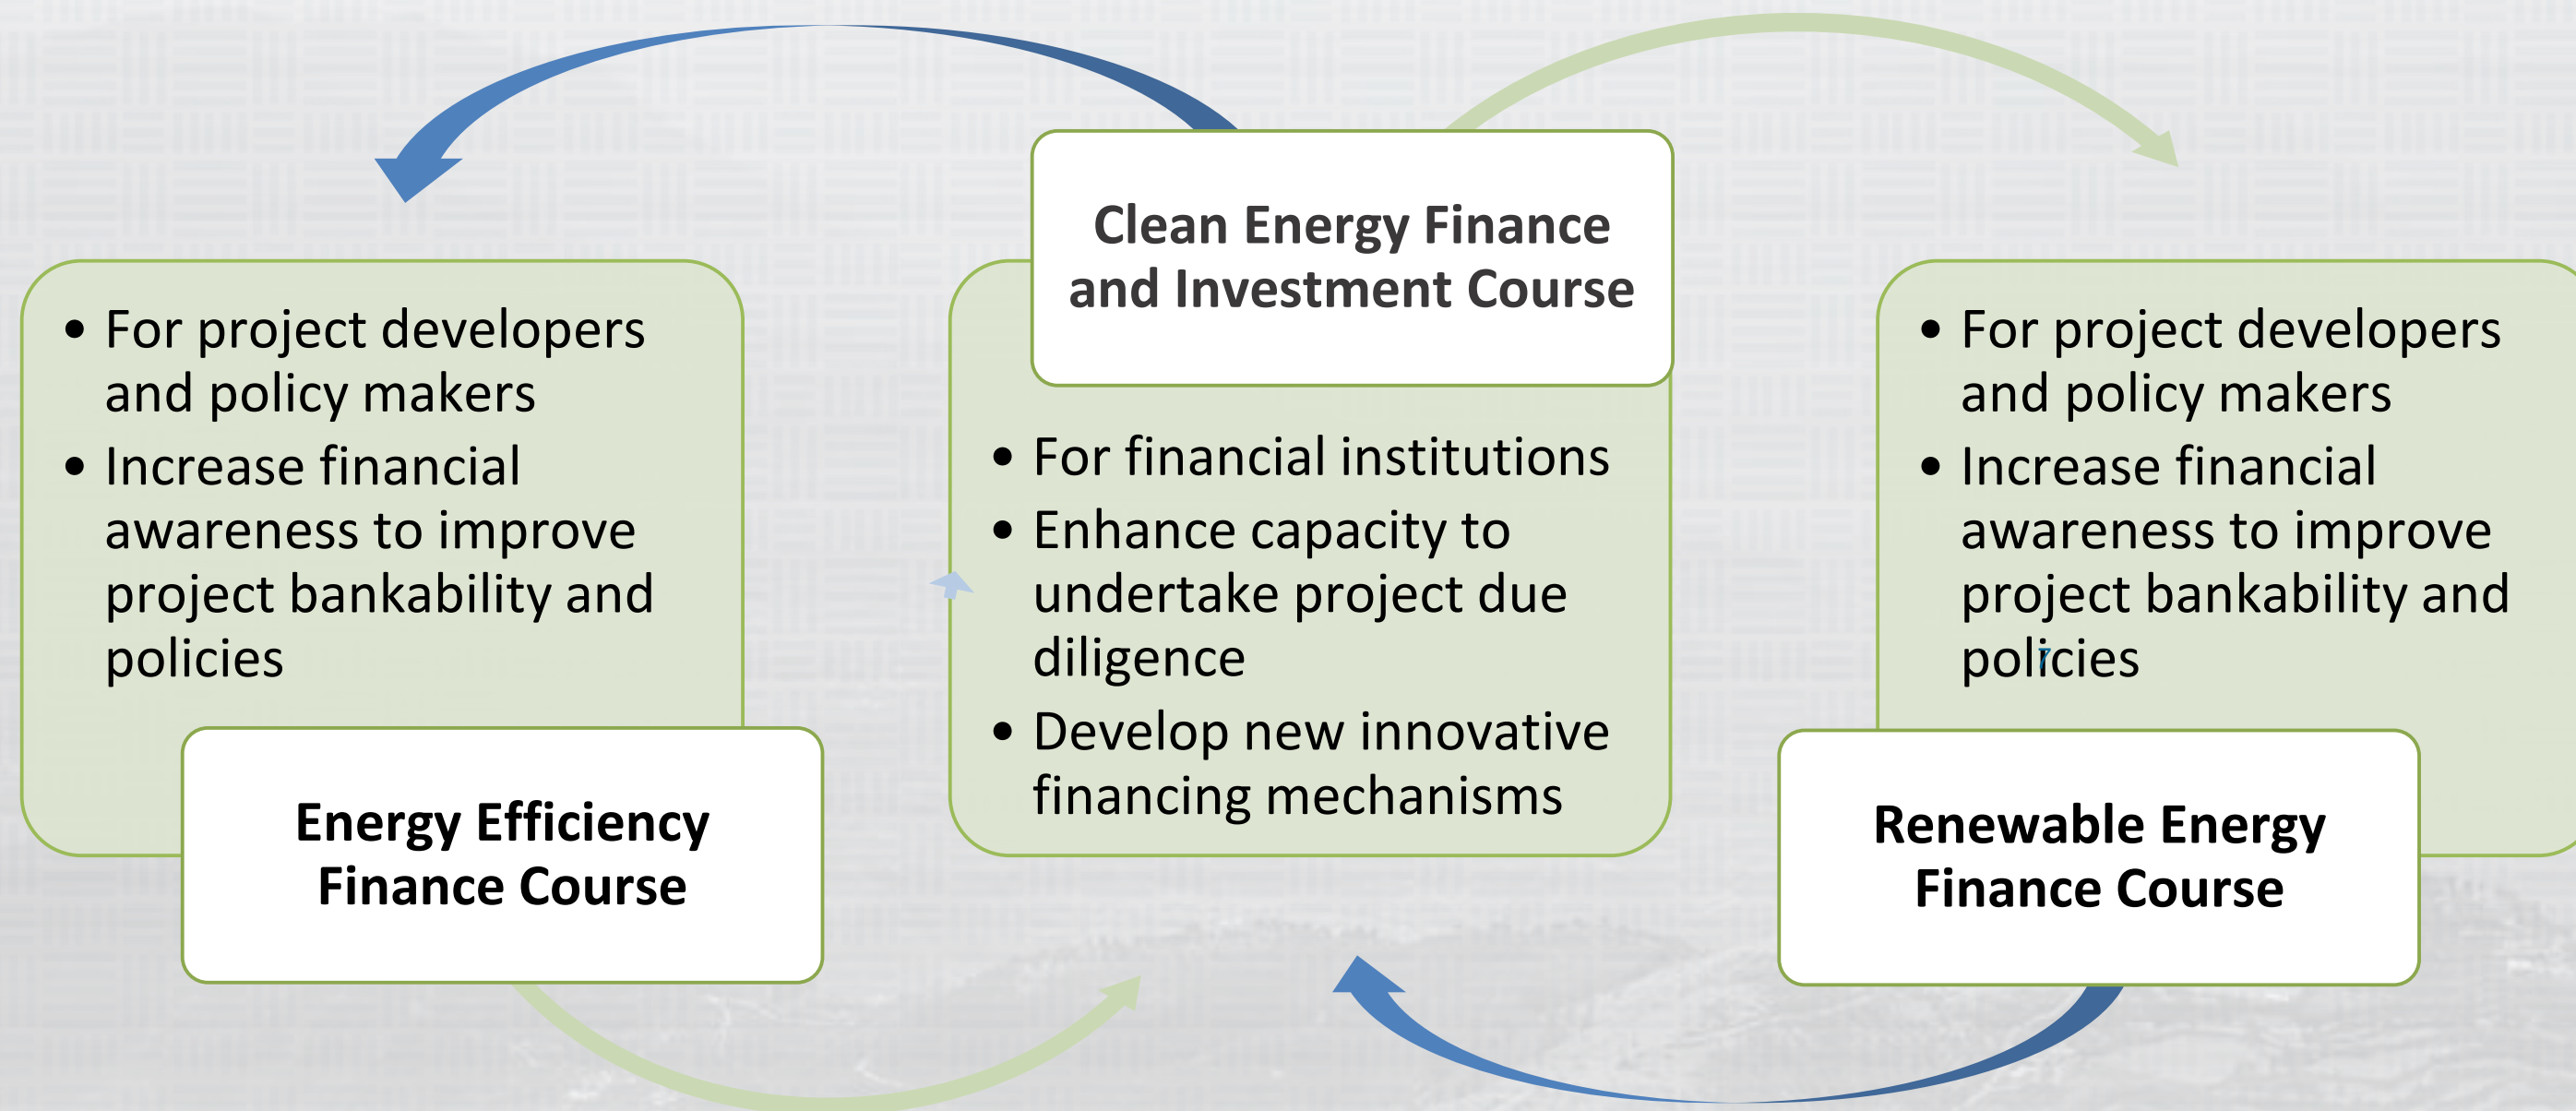 • For project developers
and policy makers
• Increase financial
awareness to improve
project bankability and
policies
Energy Efficiency
Finance Course
Clean Energy Finance
and Investment Course
• For financial institutions
• Enhance capacity to
undertake project due
diligence
• Develop new innovative
financing mechanisms
• For project developers
and policy makers
• Increase financial
awareness to improve
project bankability and
policies
7
Renewable Energy
Finance Course